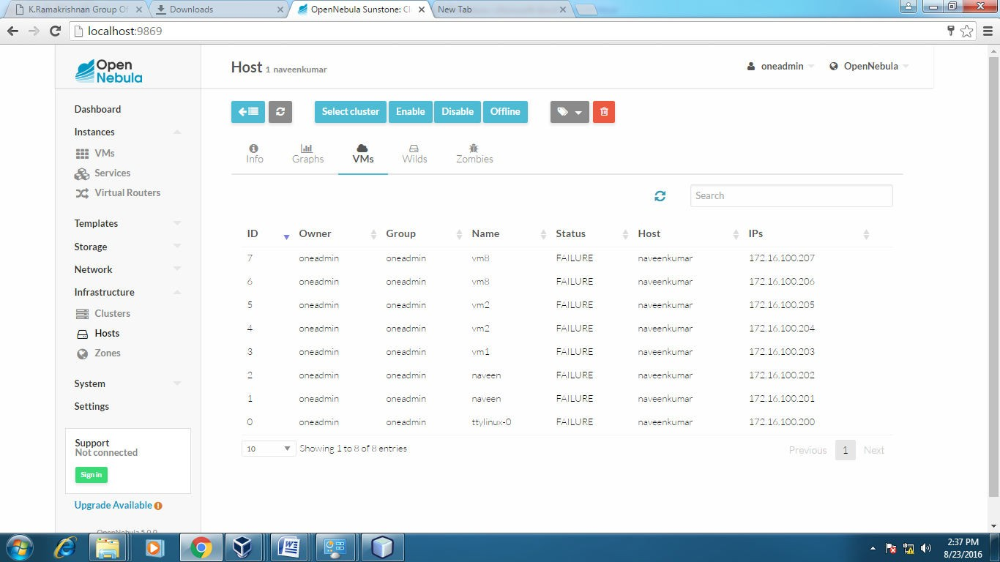 K.Ramakrishnan Group Of
Downloads
OpenNebula Sunstone: Cl
New Tab
localhost:9869
Open
Nebula
Host 1 naveenkumar
oneadmin
OpenNebula
Select cluster
Enable
Disable
Offline
Dashboard
Instances
VMs
Services
Virtual Routers
Templates
Storage
Network
Infrastructure
Clusters
Hosts
Zones
System
Settings
Support
Not connected
Sign in
Upgrade Available
OpenNebula 5.0.0
Info
Graphs
VMs
Wilds
Zombies
Search
ID Owner Group Name Status Host IPs
7 oneadmin oneadmin vm8 FAILURE naveenkumar 172.16.100.207
6 oneadmin oneadmin vm8 FAILURE naveenkumar 172.16.100.206
5 oneadmin oneadmin vm2 FAILURE naveenkumar 172.16.100.205
4 oneadmin oneadmin vm2 FAILURE naveenkumar 172.16.100.204
3 oneadmin oneadmin vm1 FAILURE naveenkumar 172.16.100.203
2 oneadmin oneadmin naveen FAILURE naveenkumar 172.16.100.202
1 oneadmin oneadmin naveen FAILURE naveenkumar 172.16.100.201
0 oneadmin oneadmin ttylinux-0 FAILURE naveenkumar 172.16.100.200
10 Showing 1 to 8 of 8 entries
Previous 1 Next
2:37 PM
8/23/2016